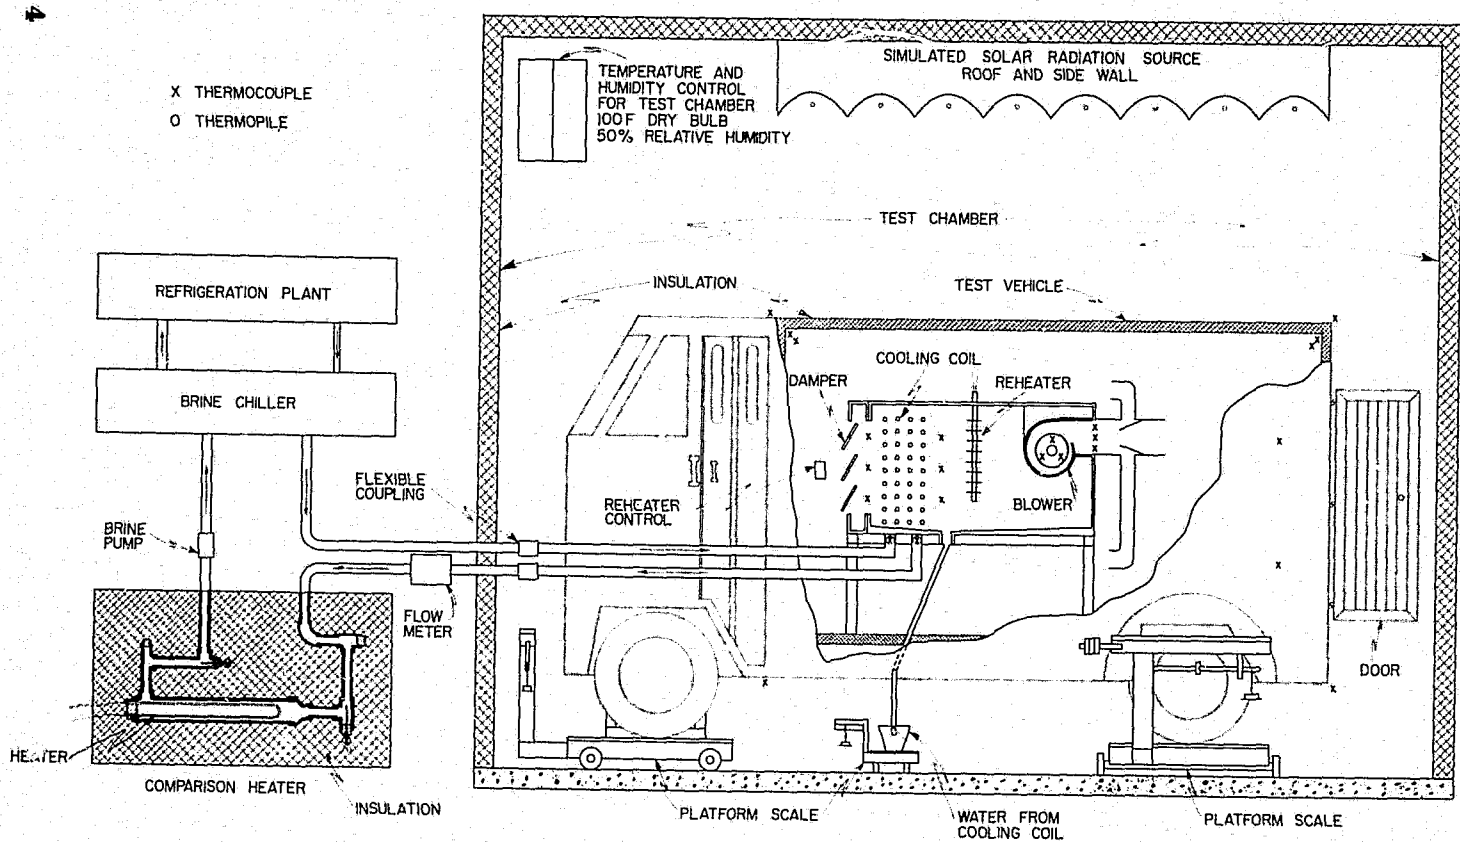 4
X THERMOCOUPLE
O THERMOPILE
TEMPERATURE AND
HUMIDITY CONTROL
FOR TEST CHAMBER
100F DRY BULB
50% RELATIVE HUMIDITY
SIMULATED SOLAR RADIATION SOURCE
ROOF AND SIDE WALL
TEST CHAMBER
INSULATION
TEST VEHICLE
REFRIGERATION PLANT
BRINE CHILLER
COOLING COIL
DAMPER
REHEATER
BLOWER
FLEXIBLE
COUPLING
REHEATER
CONTROL
BRINE
PUMP
FLOW
METER
DOOR
COMPARISON HEATER
INSULATION
PLATFORM SCALE
WATER FROM
COOLING COIL
PLATFORM SCALE